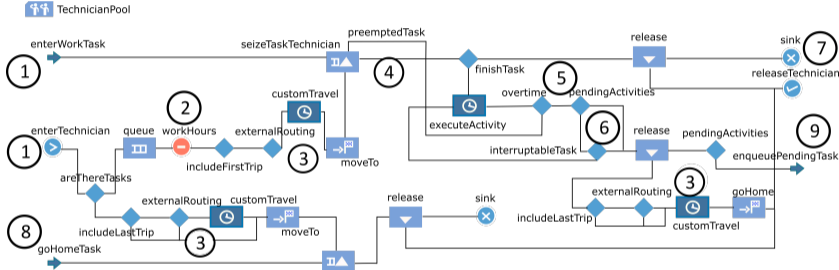 TechnicianPool
enterWorkTask
seizeTaskTechnician
preemptedTask
release
sink
7
1
4
finishTask
releaseTechnician
2
customTravel
5
overtime
pendingActivities
enterTechnician
queue
workHours
executeActivity
6
release
pendingActivities
9
1
externalRouting
3
interruptableTask
includeFirstTrip
moveTo
enqueuePendingTask
areThereTasks
externalRouting
customTravel
release
sink
externalRouting
3
goHome
8
includeLastTrip
3
moveTo
includeLastTrip
customTravel
goHomeTask